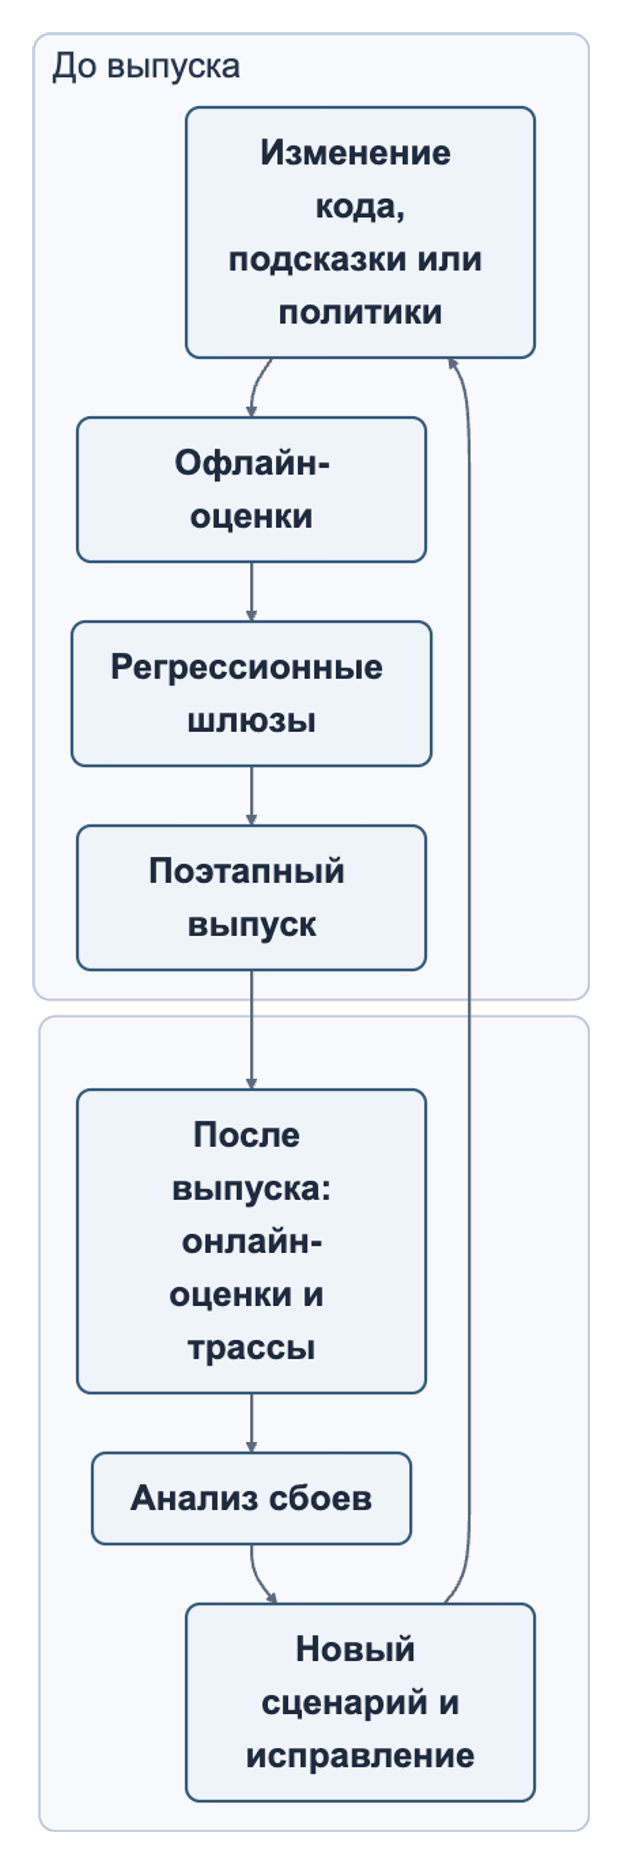 До выпуска
Изменение
кода,
подсказки или
политики
Офлайн-
оценки
Регрессионные
шлюзы
Поэтапный
выпуск
После
выпуска:
онлайн-
оценки и
трассы
Анализ сбоев
Новый
сценарий и
исправление